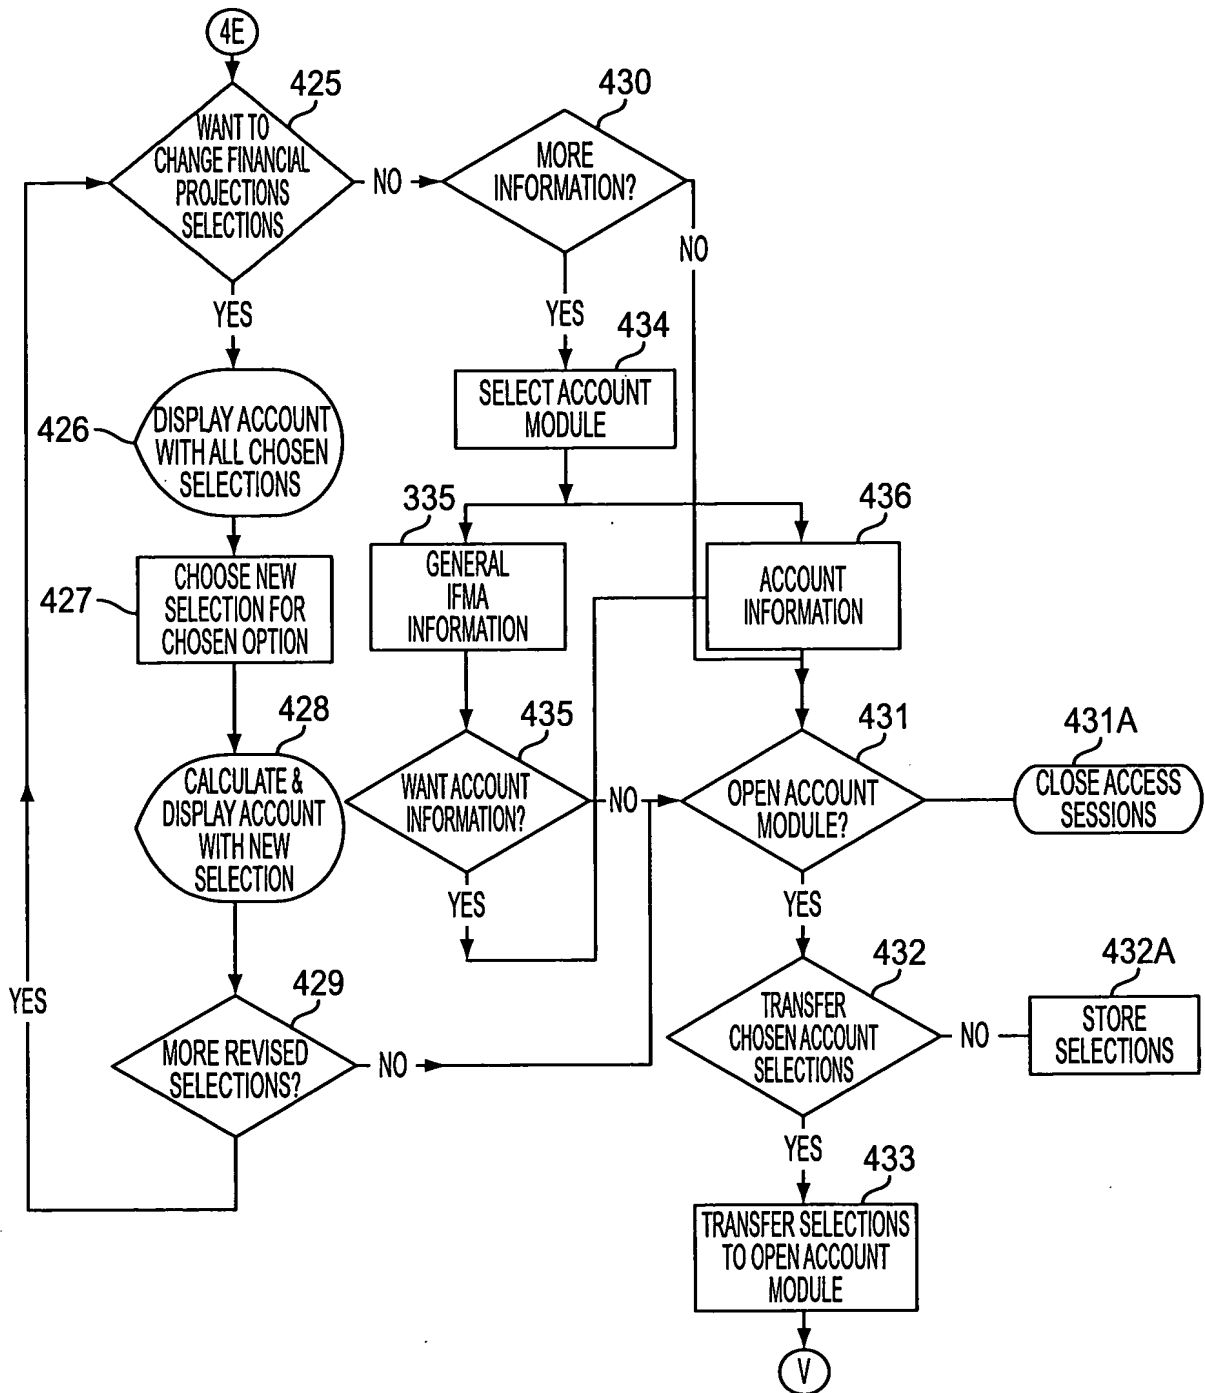 4E
425
WANT TO
CHANGE FINANCIAL
PROJECTIONS
SELECTIONS
NO
430
MORE
INFORMATION?
NO
YES
YES
434
SELECT ACCOUNT
MODULE
426
DISPLAY ACCOUNT
WITH ALL CHOSEN
SELECTIONS
335
GENERAL
IFMA
INFORMATION
436
ACCOUNT
INFORMATION
427
CHOOSE NEW
SELECTION FOR
CHOSEN OPTION
428
CALCULATE &
DISPLAY ACCOUNT
WITH NEW
SELECTION
435
WANT ACCOUNT
INFORMATION?
NO
431
OPEN ACCOUNT
MODULE?
431A
CLOSE ACCESS
SESSIONS
YES
YES
YES
429
MORE REVISED
SELECTIONS?
NO
432
TRANSFER
CHOSEN ACCOUNT
SELECTIONS
NO
432A
STORE
SELECTIONS
YES
433
TRANSFER SELECTIONS
TO OPEN ACCOUNT
MODULE
V